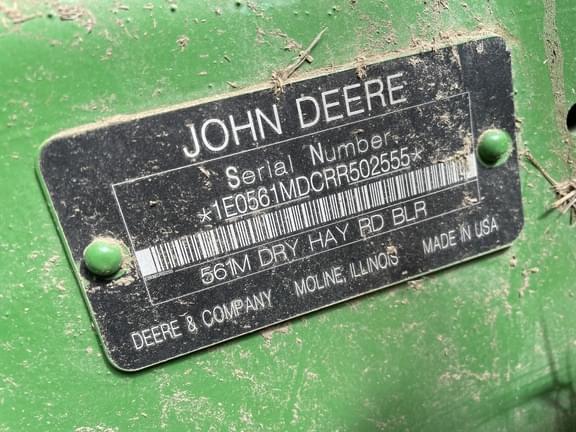 JOHN DEERE
Serial Number
*1E0561MDCRR502555*
561M DRY HAY RD BLR
DEERE & COMPANY MOLINE, ILLINOIS MADE IN USA